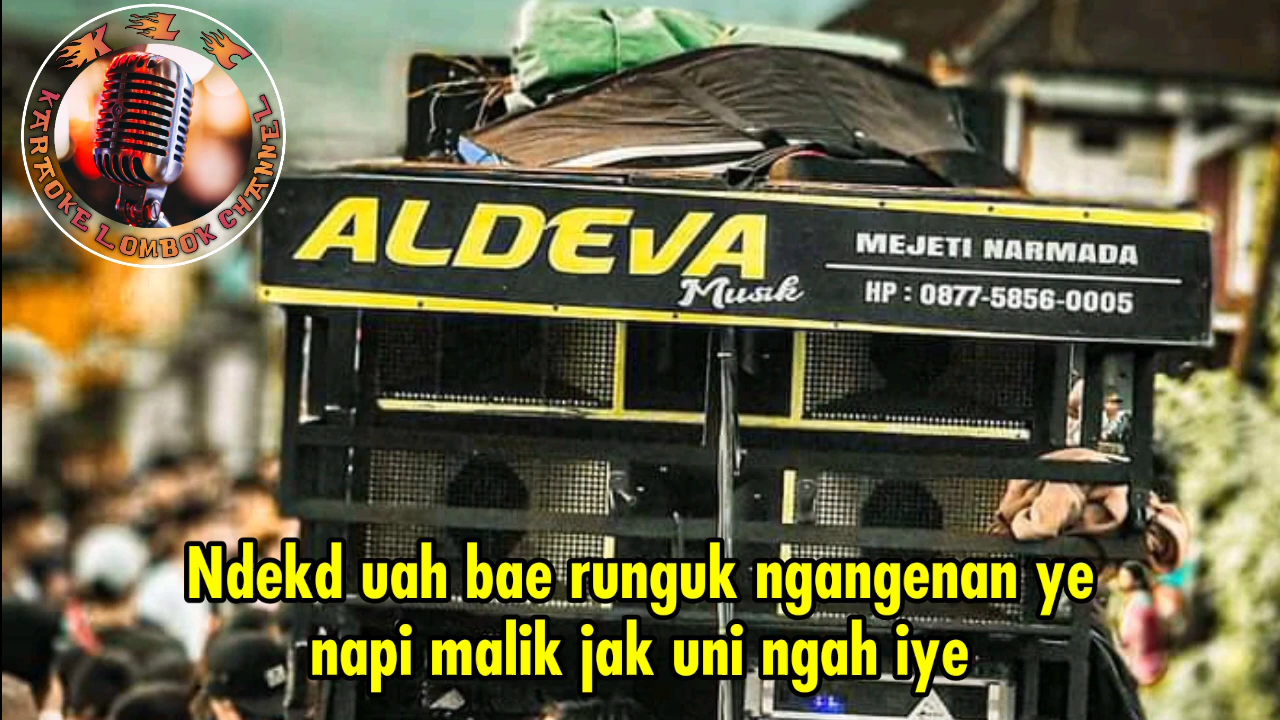 KLC
KARAOKE LOMBOK CHANNEL
ALDEVA
Musik
MEJETI NARMADA
HP : 0877-5856-0005
Ndekd uah bae runguk ngangenan ye
napi malik jak uni ngah iye